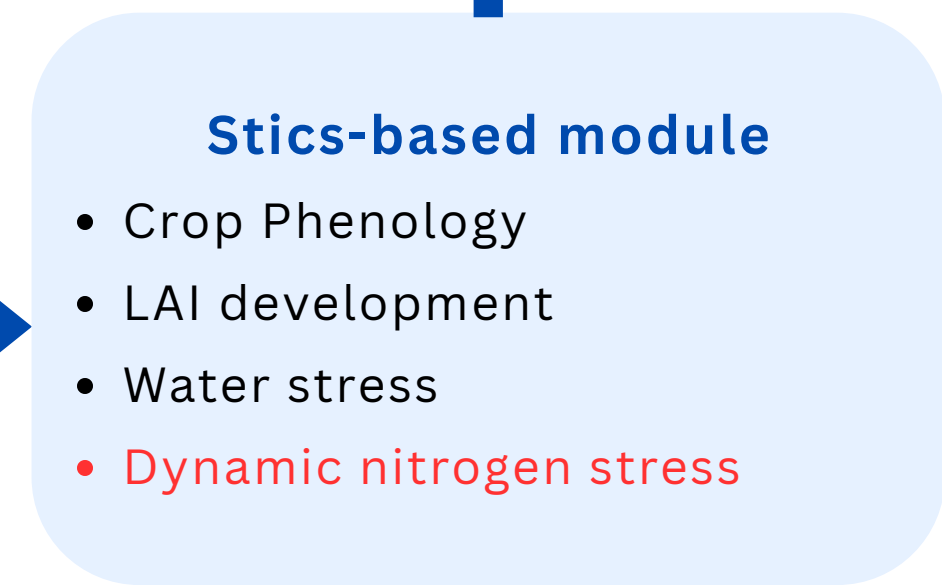 Stics-based module
• Crop Phenology
• LAI development
• Water stress
• Dynamic nitrogen stress